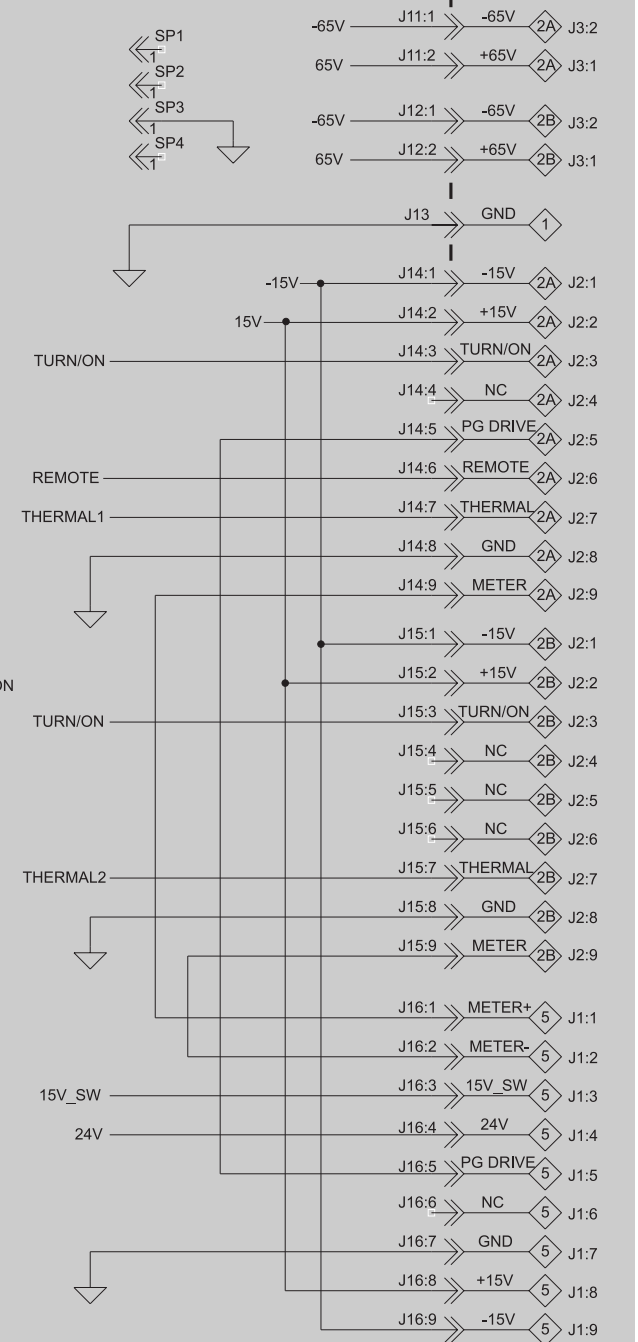 -65V J11:1 -65V 2A J3:2
SP1
1
65V J11:2 +65V 2A J3:1
SP2
1
SP3
1
-65V J12:1 -65V 2B J3:2
SP4
1
65V J12:2 +65V 2B J3:1
J13 GND 1
-15V J14:1 -15V 2A J2:1
15V J14:2 +15V 2A J2:2
TURN/ON J14:3 TURN/ON 2A J2:3
J14:4 NC 2A J2:4
J14:5 PG DRIVE 2A J2:5
REMOTE J14:6 REMOTE 2A J2:6
THERMAL1 J14:7 THERMAL 2A J2:7
J14:8 GND 2A J2:8
J14:9 METER 2A J2:9
J15:1 -15V 2B J2:1
ON J15:2 +15V 2B J2:2
TURN/ON J15:3 TURN/ON 2B J2:3
J15:4 NC 2B J2:4
J15:5 NC 2B J2:5
J15:6 NC 2B J2:6
THERMAL2 J15:7 THERMAL 2B J2:7
J15:8 GND 2B J2:8
J15:9 METER 2B J2:9
J16:1 METER+ 5 J1:1
J16:2 METER- 5 J1:2
15V_SW J16:3 15V_SW 5 J1:3
24V J16:4 24V 5 J1:4
J16:5 PG DRIVE 5 J1:5
J16:6 NC 5 J1:6
J16:7 GND 5 J1:7
J16:8 +15V 5 J1:8
J16:9 -15V 5 J1:9